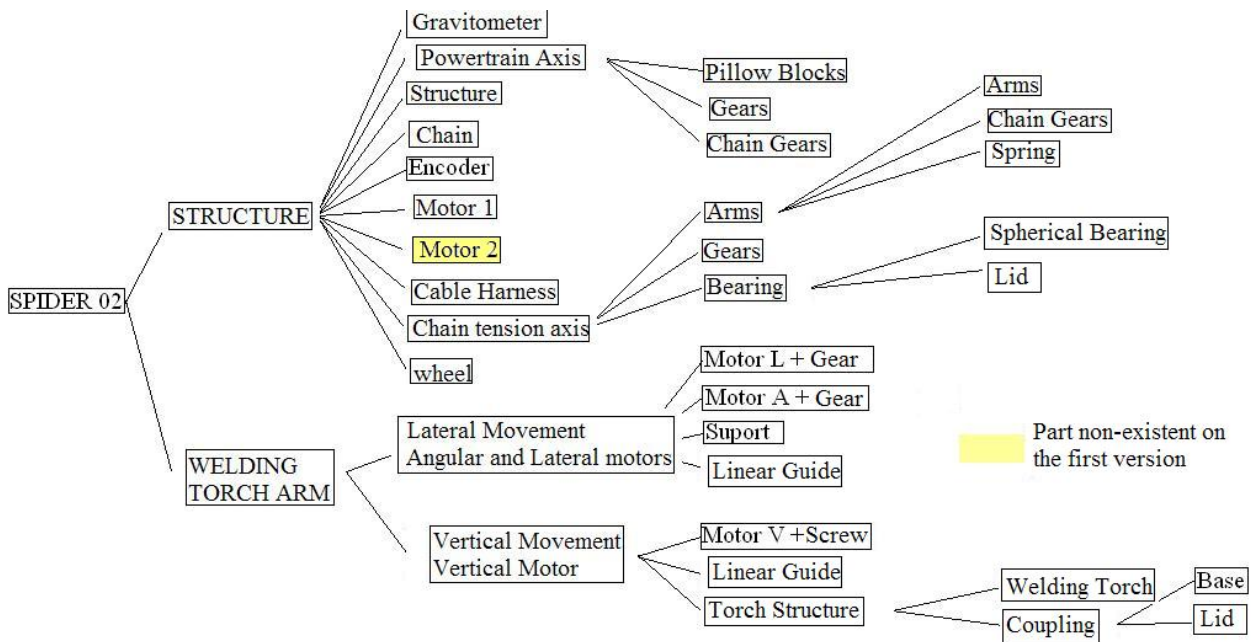 Gravitometer
Powertrain Axis
Pillow Blocks
Structure
Arms
Gears
Chain Gears
Chain
Chain Gears
Spring
Encoder
STRUCTURE
Motor 1
Arms
Spherical Bearing
Motor 2
Gears
Cable Harness
Bearing
Lid
SPIDER 02
Chain tension axis
wheel
Motor L + Gear
Motor A + Gear
Lateral Movement
Angular and Lateral motors
Suport
Part non-existent on
the first version
WELDING
TORCH ARM
Linear Guide
Vertical Movement
Vertical Motor
Motor V +Screw
Linear Guide
Torch Structure
Welding Torch
Base
Coupling
Lid